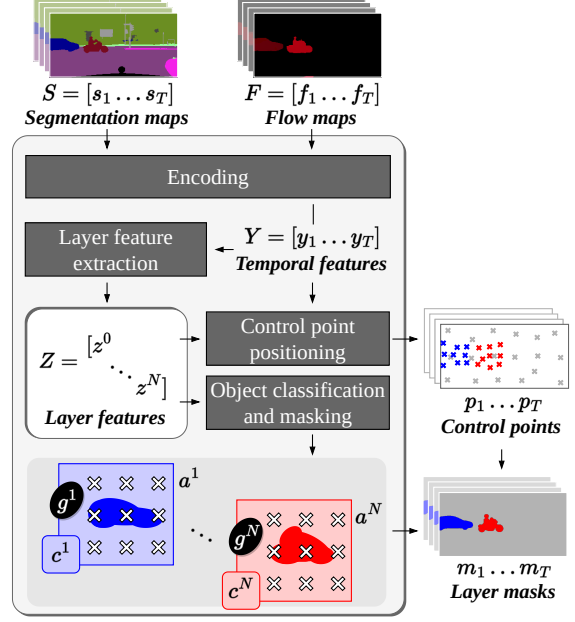 S = [s₁ … s_T]
Segmentation maps
F = [f₁ … f_T]
Flow maps
Encoding
Layer feature
extraction
Y = [y₁ … y_T]
Temporal features
Z = [z⁰ ⋱ z^N]
Layer features
Control point
positioning
Object classification
and masking
p₁ … p_T
Control points
g¹
a¹
c¹
⋱
g^N
a^N
c^N
m₁ … m_T
Layer masks